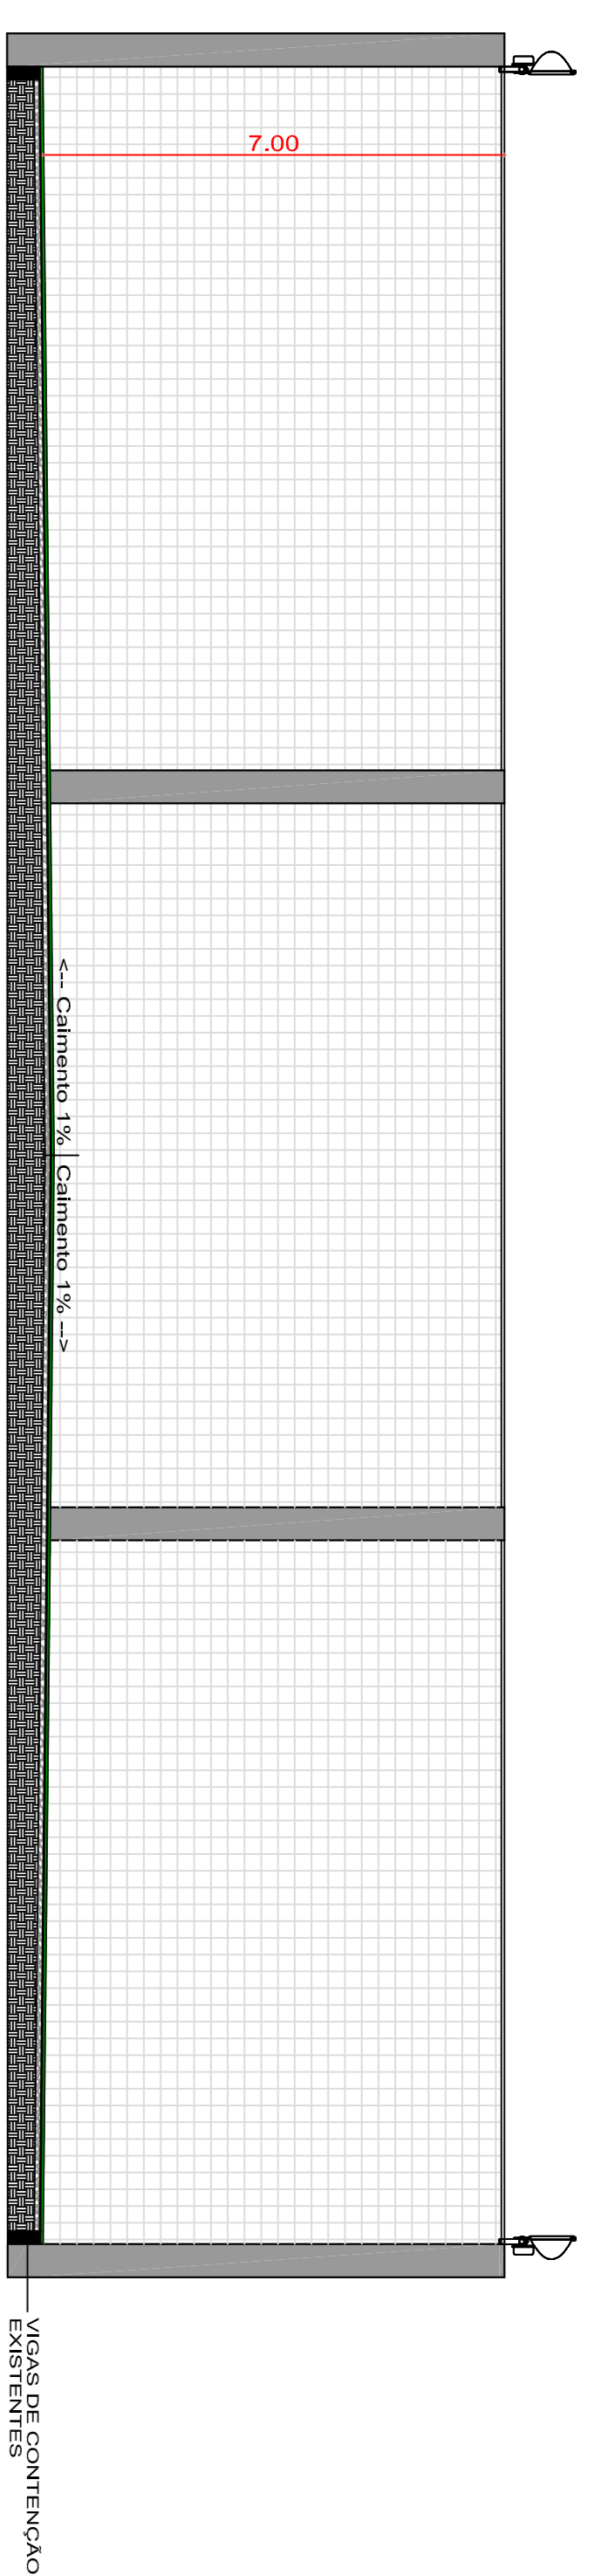 7.00
<-- Caimento 1% | Caimento 1% -->
VIGAS DE CONTENÇÃO
EXISTENTES